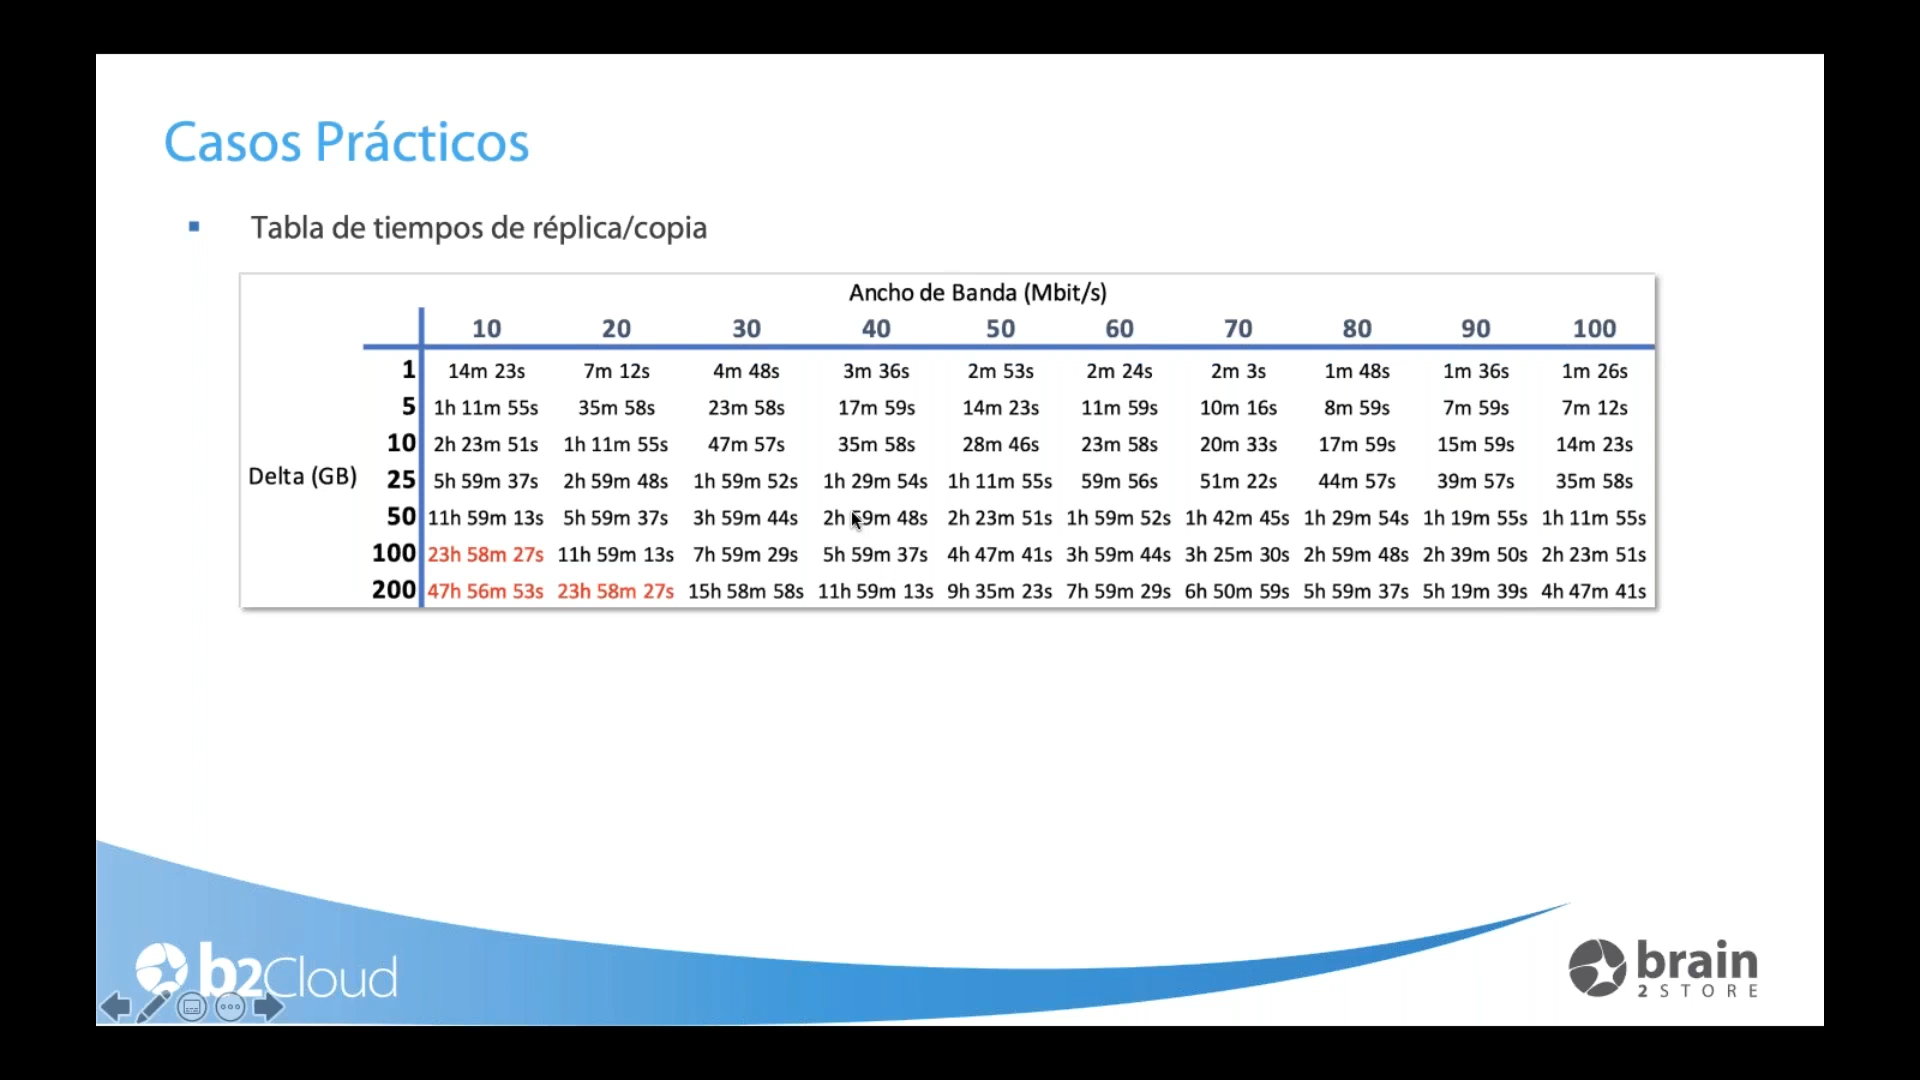 Casos Prácticos
Tabla de tiempos de réplica/copia
Ancho de Banda (Mbit/s)
10 20 30 40 50 60 70 80 90 100
1 14m 23s 7m 12s 4m 48s 3m 36s 2m 53s 2m 24s 2m 3s 1m 48s 1m 36s 1m 26s
5 1h 11m 55s 35m 58s 23m 58s 17m 59s 14m 23s 11m 59s 10m 16s 8m 59s 7m 59s 7m 12s
10 2h 23m 51s 1h 11m 55s 47m 57s 35m 58s 28m 46s 23m 58s 20m 33s 17m 59s 15m 59s 14m 23s
Delta (GB) 25 5h 59m 37s 2h 59m 48s 1h 59m 52s 1h 29m 54s 1h 11m 55s 59m 56s 51m 22s 44m 57s 39m 57s 35m 58s
50 11h 59m 13s 5h 59m 37s 3h 59m 44s 2h 59m 48s 2h 23m 51s 1h 59m 52s 1h 42m 45s 1h 29m 54s 1h 19m 55s 1h 11m 55s
100 23h 58m 27s 11h 59m 13s 7h 59m 29s 5h 59m 37s 4h 47m 41s 3h 59m 44s 3h 25m 30s 2h 59m 48s 2h 39m 50s 2h 23m 51s
200 47h 56m 53s 23h 58m 27s 15h 58m 58s 11h 59m 13s 9h 35m 23s 7h 59m 29s 6h 50m 59s 5h 59m 37s 5h 19m 39s 4h 47m 41s
b2Cloud
brain
2 STORE